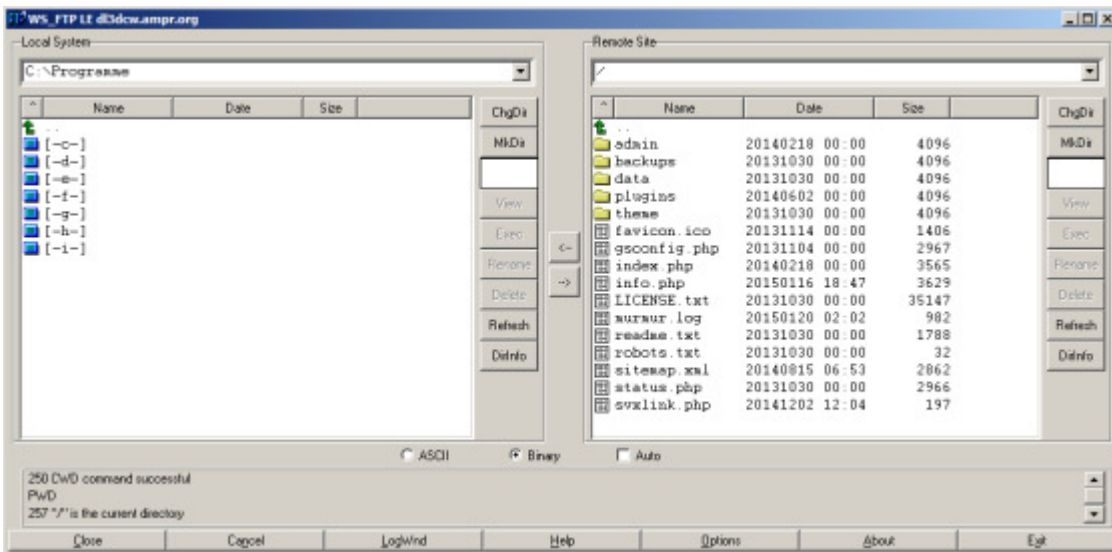 WS_FTP LE dl3dcw.ampr.org
Local System
C:\Programme
^ Name Date Size
..
[-c-]
[-d-]
[-e-]
[-f-]
[-g-]
[-h-]
[-i-]
ChgDir
MkDir
View
Exec
Rename
Delete
Refresh
DirInfo
<-
->
Remote Site
/
^ Name Date Size
..
admin 20140218 00:00 4096
backups 20131030 00:00 4096
data 20131030 00:00 4096
plugins 20140602 00:00 4096
theme 20131030 00:00 4096
favicon.ico 20131114 00:00 1406
gsconfig.php 20131104 00:00 2967
index.php 20140218 00:00 3565
info.php 20150116 18:47 3629
LICENSE.txt 20131030 00:00 35147
murmur.log 20150120 02:02 982
readme.txt 20131030 00:00 1788
robots.txt 20131030 00:00 32
sitemap.xml 20140815 06:53 2862
status.php 20131030 00:00 2966
svxlink.php 20141202 12:04 197
ChgDir
MkDir
View
Exec
Rename
Delete
Refresh
DirInfo
ASCII Binary Auto
250 CWD command successful
PWD
257 "/" is the current directory
Close Cancel LogWnd Help Options About Exit